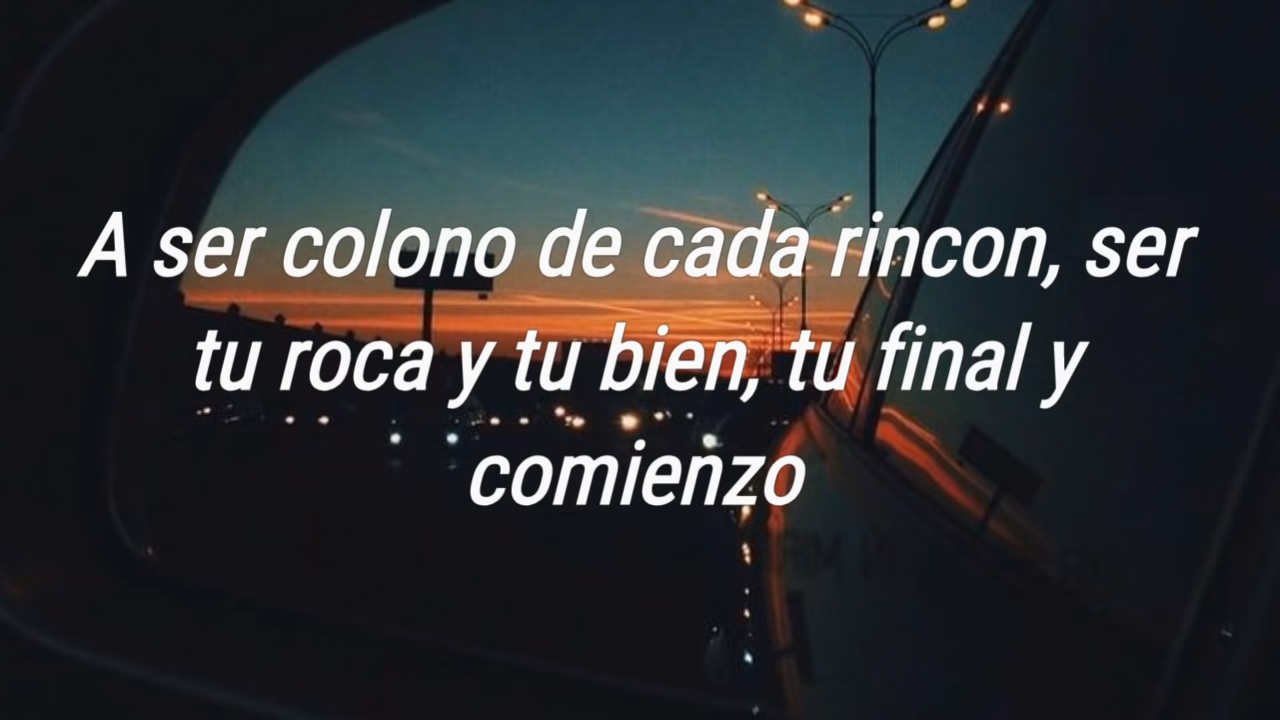 A ser colono de cada rincon, ser
tu roca y tu bien, tu final y
comienzo